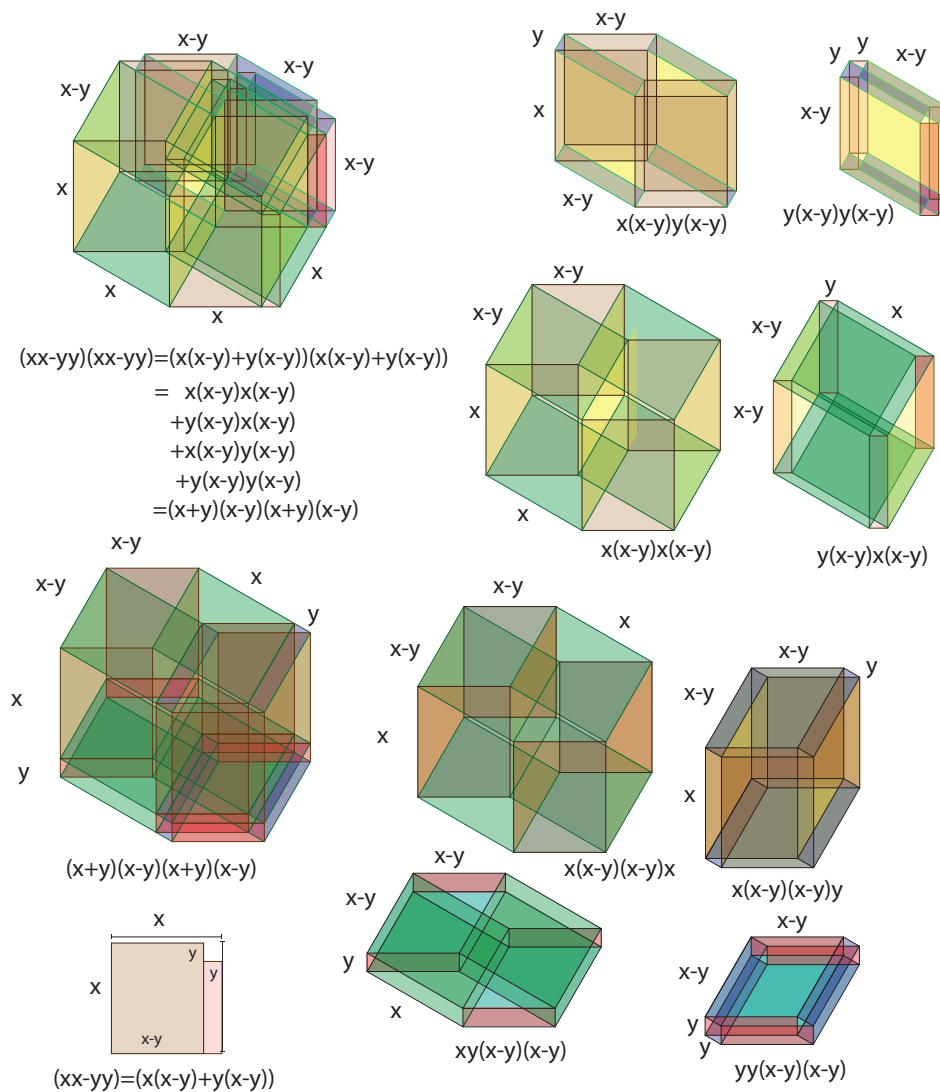 x-y
x-y
x-y
x
x-y
x
x
x
y
x
x-y
x(x-y)y(x-y)
y
y
x-y
x-y
y(x-y)y(x-y)
(xx-yy)(xx-yy)=(x(x-y)+y(x-y))(x(x-y)+y(x-y))
= x(x-y)x(x-y)
+y(x-y)x(x-y)
+x(x-y)y(x-y)
+y(x-y)y(x-y)
=(x+y)(x-y)(x+y)(x-y)
x-y
x-y
x
x
x(x-y)x(x-y)
y
x
x-y
x-y
y(x-y)x(x-y)
x-y
x
x-y
y
x
y
(x+y)(x-y)(x+y)(x-y)
x-y
x
x-y
x
x(x-y)(x-y)x
x-y
y
x-y
x
x(x-y)(x-y)y
x
y
y
x
x-y
(xx-yy)=(x(x-y)+y(x-y))
x-y
x-y
y
x
xy(x-y)(x-y)
x-y
x-y
y
y
yy(x-y)(x-y)